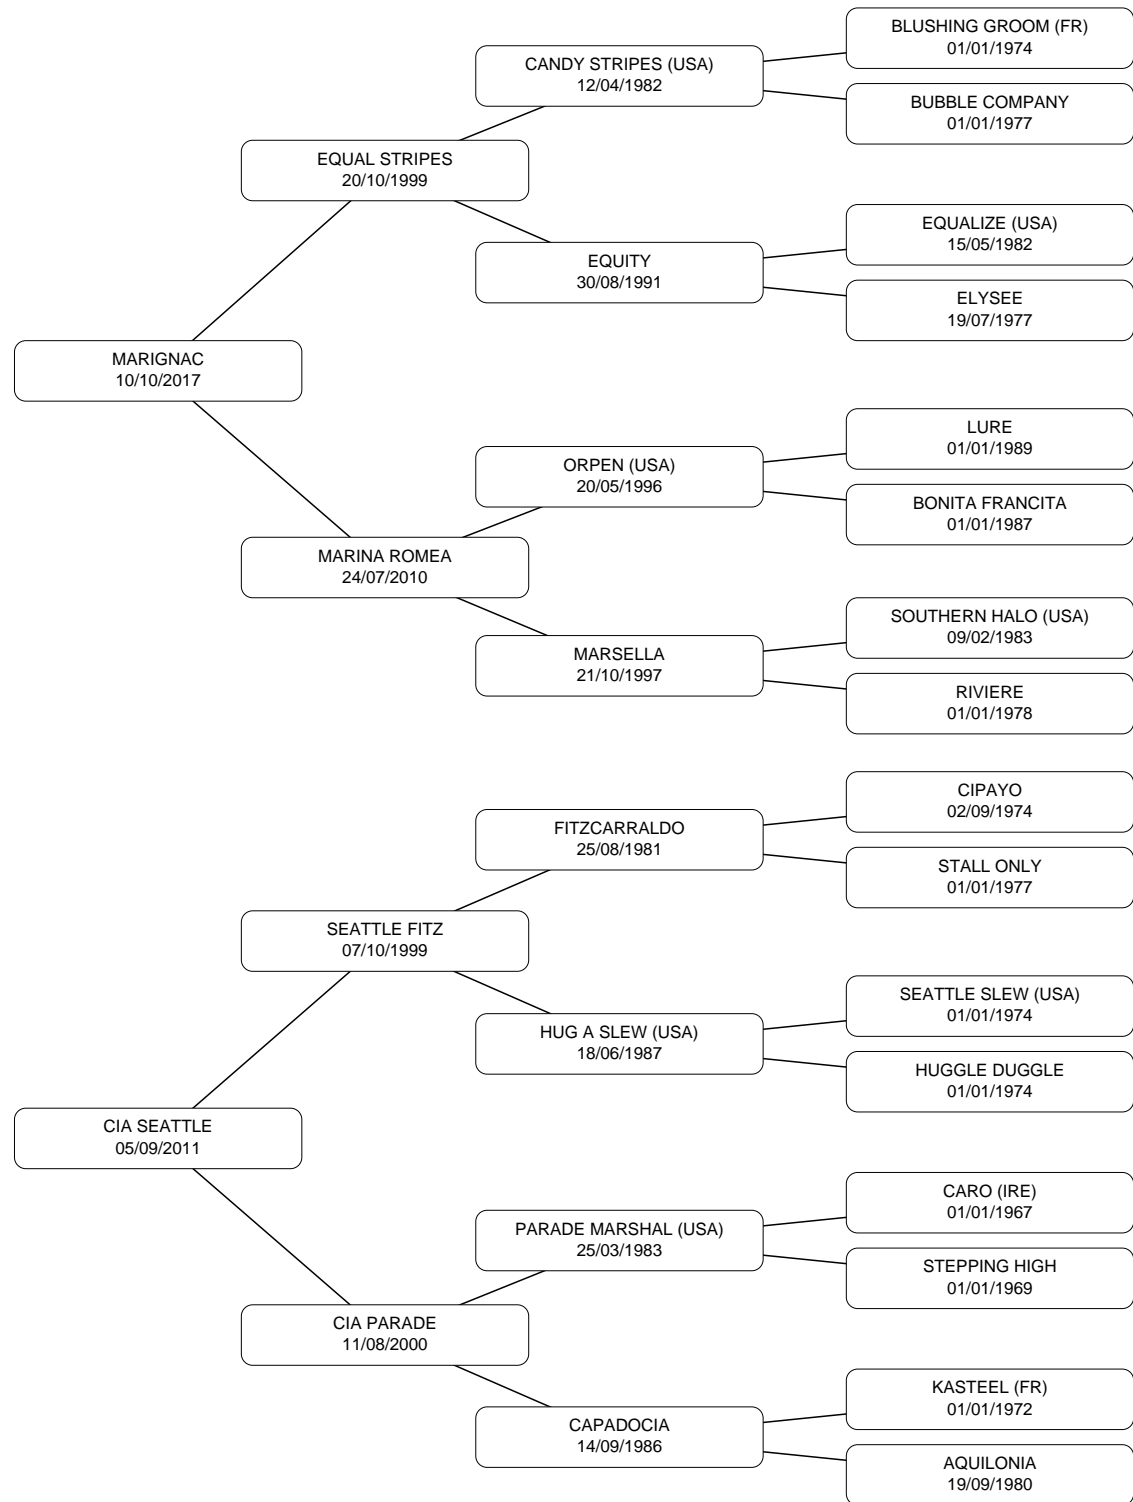 BLUSHING GROOM (FR)
01/01/1974
CANDY STRIPES (USA)
12/04/1982
BUBBLE COMPANY
01/01/1977
EQUAL STRIPES
20/10/1999
EQUALIZE (USA)
15/05/1982
EQUITY
30/08/1991
ELYSEE
19/07/1977
MARIGNAC
10/10/2017
LURE
01/01/1989
ORPEN (USA)
20/05/1996
BONITA FRANCITA
01/01/1987
MARINA ROMEA
24/07/2010
SOUTHERN HALO (USA)
09/02/1983
MARSELLA
21/10/1997
RIVIERE
01/01/1978
CIPAYO
02/09/1974
FITZCARRALDO
25/08/1981
STALL ONLY
01/01/1977
SEATTLE FITZ
07/10/1999
SEATTLE SLEW (USA)
01/01/1974
HUG A SLEW (USA)
18/06/1987
HUGGLE DUGGLE
01/01/1974
CIA SEATTLE
05/09/2011
CARO (IRE)
01/01/1967
PARADE MARSHAL (USA)
25/03/1983
STEPPING HIGH
01/01/1969
CIA PARADE
11/08/2000
KASTEEL (FR)
01/01/1972
CAPADOCIA
14/09/1986
AQUILONIA
19/09/1980